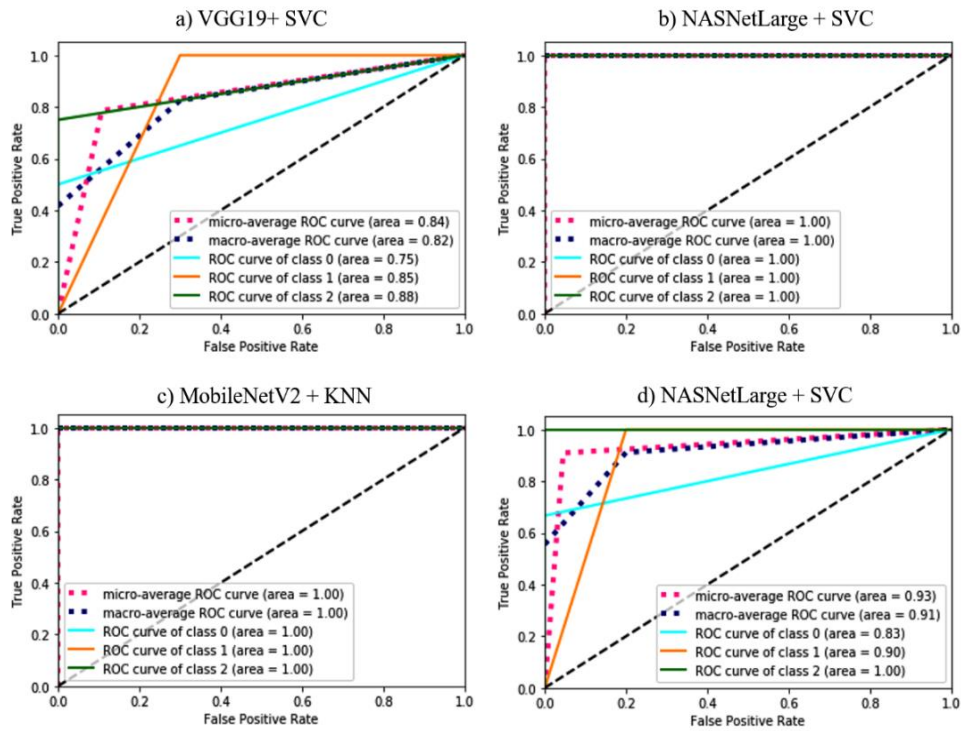 a) VGG19+ SVC
1.0
0.8
0.6
0.4
0.2
0.0
True Positive Rate
micro-average ROC curve (area = 0.84)
macro-average ROC curve (area = 0.82)
ROC curve of class 0 (area = 0.75)
ROC curve of class 1 (area = 0.85)
ROC curve of class 2 (area = 0.88)
0.0 0.2 0.4 0.6 0.8 1.0
False Positive Rate
b) NASNetLarge + SVC
1.0
0.8
0.6
0.4
0.2
0.0
True Positive Rate
micro-average ROC curve (area = 1.00)
macro-average ROC curve (area = 1.00)
ROC curve of class 0 (area = 1.00)
ROC curve of class 1 (area = 1.00)
ROC curve of class 2 (area = 1.00)
0.0 0.2 0.4 0.6 0.8 1.0
False Positive Rate
c) MobileNetV2 + KNN
1.0
0.8
0.6
0.4
0.2
0.0
True Positive Rate
micro-average ROC curve (area = 1.00)
macro-average ROC curve (area = 1.00)
ROC curve of class 0 (area = 1.00)
ROC curve of class 1 (area = 1.00)
ROC curve of class 2 (area = 1.00)
0.0 0.2 0.4 0.6 0.8 1.0
False Positive Rate
d) NASNetLarge + SVC
1.0
0.8
0.6
0.4
0.2
0.0
True Positive Rate
micro-average ROC curve (area = 0.93)
macro-average ROC curve (area = 0.91)
ROC curve of class 0 (area = 0.83)
ROC curve of class 1 (area = 0.90)
ROC curve of class 2 (area = 1.00)
0.0 0.2 0.4 0.6 0.8 1.0
False Positive Rate